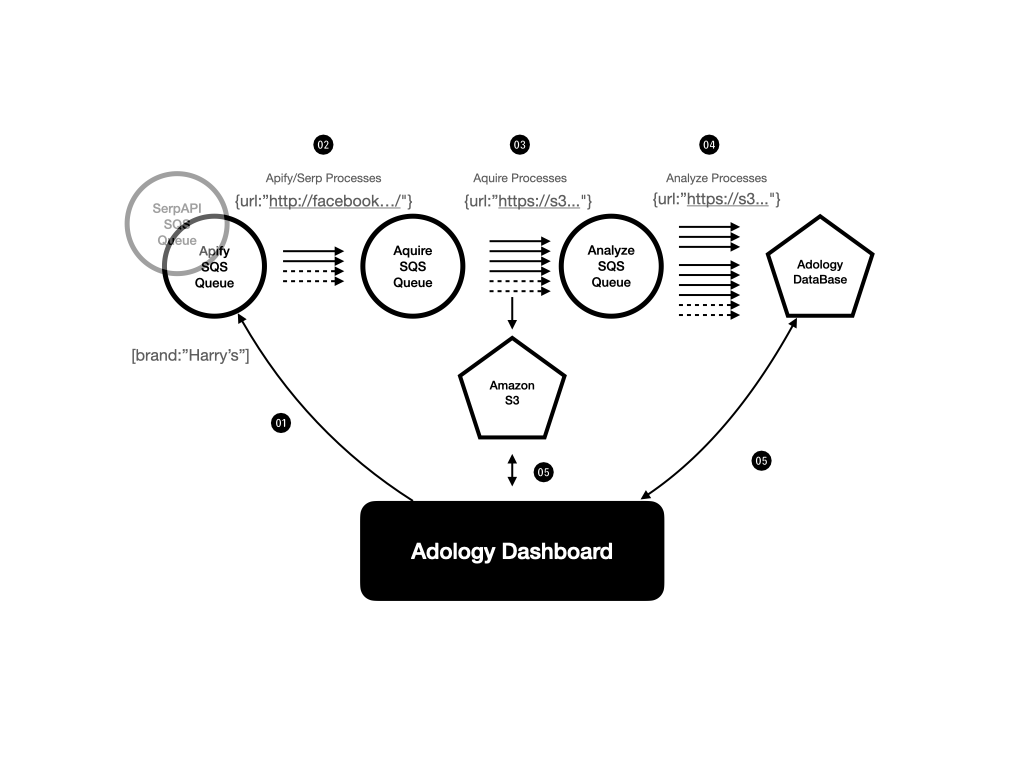 02
03
04
Apify/Serp Processes
Aquire Processes
Analyze Processes
{url:”http://facebook…/"}
{url:”https://s3..."}
{url:”https://s3..."}
SerpAPI
SQS
Queue
Apify
SQS
Queue
Aquire
SQS
Queue
Analyze
SQS
Queue
Adology
DataBase
[brand:”Harry’s”]
Amazon
S3
01
05
05
Adology Dashboard